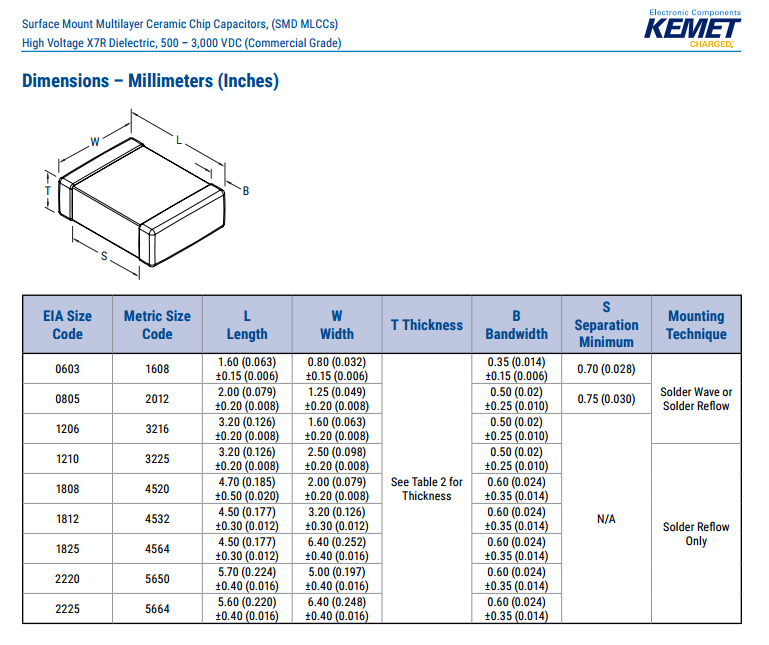 Surface Mount Multilayer Ceramic Chip Capacitors, (SMD MLCCs)
High Voltage X7R Dielectric, 500 – 3,000 VDC (Commercial Grade)
Electronic Components
KEMET
CHARGED.
Dimensions – Millimeters (Inches)
W
L
T
B
S
EIA Size Code
Metric Size Code
L Length
W Width
T Thickness
B Bandwidth
S Separation Minimum
Mounting Technique
0603 1608 1.60 (0.063) ±0.15 (0.006) 0.80 (0.032) ±0.15 (0.006) See Table 2 for Thickness 0.35 (0.014) ±0.15 (0.006) 0.70 (0.028) Solder Wave or Solder Reflow
0805 2012 2.00 (0.079) ±0.20 (0.008) 1.25 (0.049) ±0.20 (0.008) 0.50 (0.02) ±0.25 (0.010) 0.75 (0.030)
1206 3216 3.20 (0.126) ±0.20 (0.008) 1.60 (0.063) ±0.20 (0.008) 0.50 (0.02) ±0.25 (0.010) N/A
1210 3225 3.20 (0.126) ±0.20 (0.008) 2.50 (0.098) ±0.20 (0.008) 0.50 (0.02) ±0.25 (0.010) Solder Reflow Only
1808 4520 4.70 (0.185) ±0.50 (0.020) 2.00 (0.079) ±0.20 (0.008) 0.60 (0.024) ±0.35 (0.014)
1812 4532 4.50 (0.177) ±0.30 (0.012) 3.20 (0.126) ±0.30 (0.012) 0.60 (0.024) ±0.35 (0.014)
1825 4564 4.50 (0.177) ±0.30 (0.012) 6.40 (0.252) ±0.40 (0.016) 0.60 (0.024) ±0.35 (0.014)
2220 5650 5.70 (0.224) ±0.40 (0.016) 5.00 (0.197) ±0.40 (0.016) 0.60 (0.024) ±0.35 (0.014)
2225 5664 5.60 (0.220) ±0.40 (0.016) 6.40 (0.248) ±0.40 (0.016) 0.60 (0.024) ±0.35 (0.014)